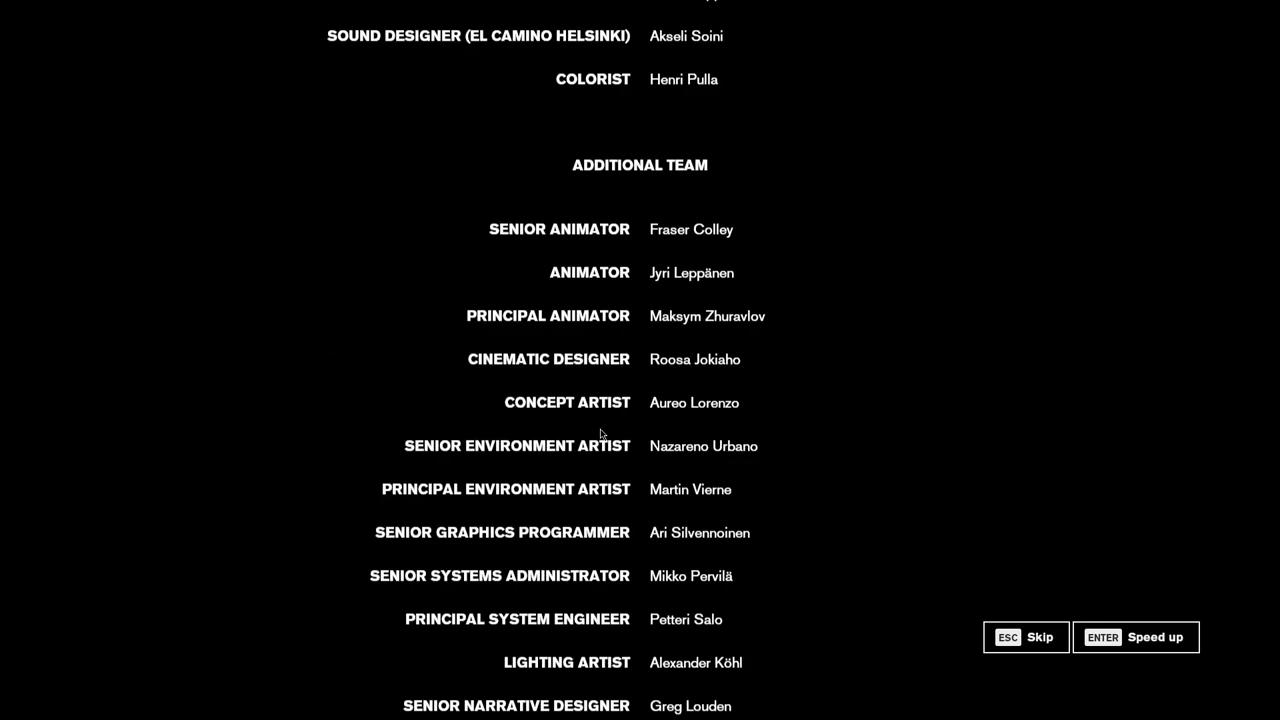 SOUND DESIGNER (EL CAMINO HELSINKI) Akseli Soini
COLORIST Henri Pulla
ADDITIONAL TEAM
SENIOR ANIMATOR Fraser Colley
ANIMATOR Jyri Leppänen
PRINCIPAL ANIMATOR Maksym Zhuravlov
CINEMATIC DESIGNER Roosa Jokiaho
CONCEPT ARTIST Aureo Lorenzo
SENIOR ENVIRONMENT ARTIST Nazareno Urbano
PRINCIPAL ENVIRONMENT ARTIST Martin Vierne
SENIOR GRAPHICS PROGRAMMER Ari Silvennoinen
SENIOR SYSTEMS ADMINISTRATOR Mikko Pervilä
PRINCIPAL SYSTEM ENGINEER Petteri Salo
ESC Skip ENTER Speed up
LIGHTING ARTIST Alexander Köhl
SENIOR NARRATIVE DESIGNER Greg Louden